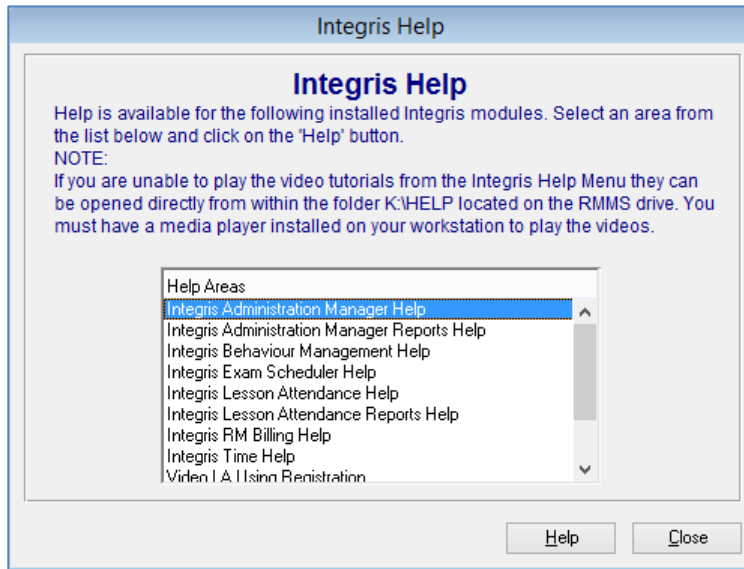 Integris Help
Integris Help
Help is available for the following installed Integris modules. Select an area from
the list below and click on the 'Help' button.
NOTE:
If you are unable to play the video tutorials from the Integris Help Menu they can
be opened directly from within the folder K:\HELP located on the RMMS drive. You
must have a media player installed on your workstation to play the videos.
Help Areas
Integris Administration Manager Help
Integris Administration Manager Reports Help
Integris Behaviour Management Help
Integris Exam Scheduler Help
Integris Lesson Attendance Help
Integris Lesson Attendance Reports Help
Integris RM Billing Help
Integris Time Help
Video LA Using Registration
Help Close